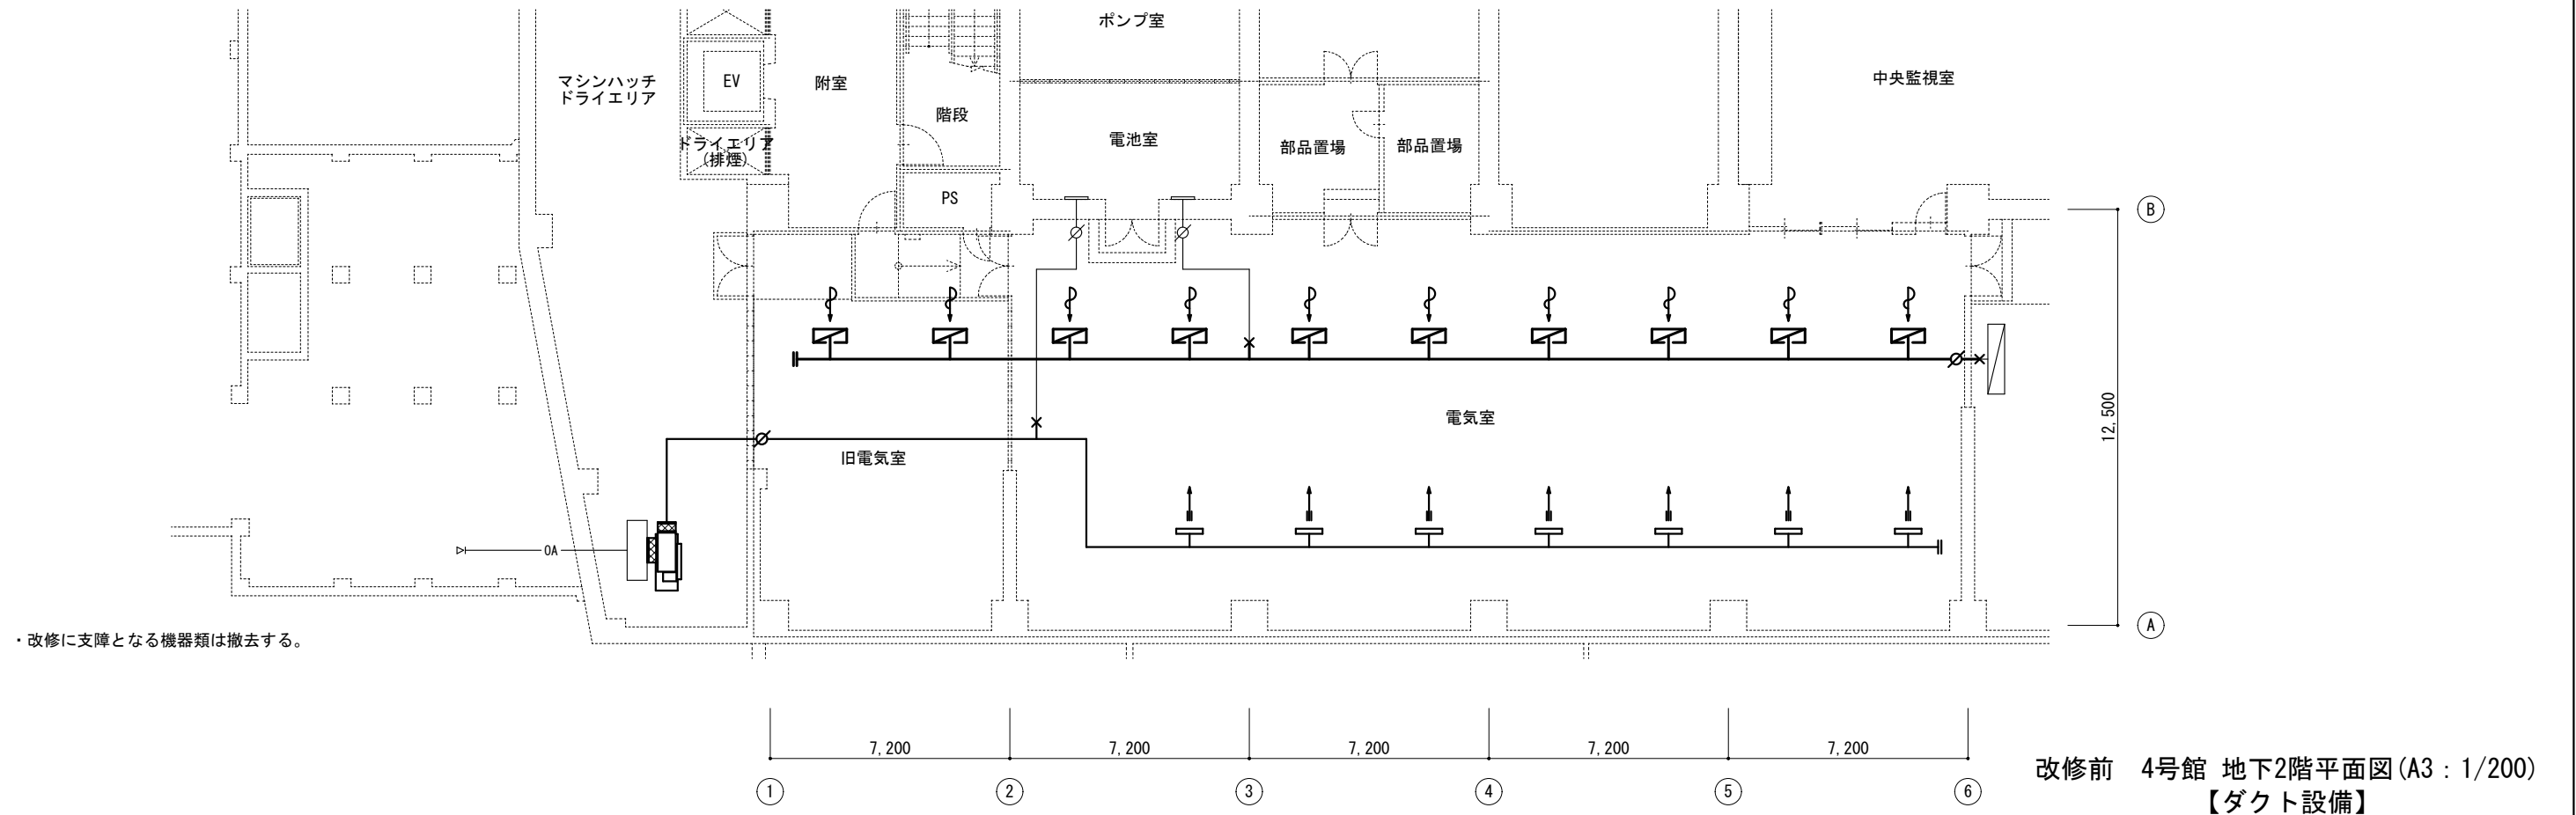 ポンプ室
マシンハッチ
ドライエリア
EV
附室
中央監視室
階段
電池室
ドライエリア
(排煙)
部品置場
部品置場
PS
B
12,500
電気室
旧電気室
OA
A
・改修に支障となる機器類は撤去する。
7,200
7,200
7,200
7,200
7,200
1
2
3
4
5
6
改修前 4号館 地下2階平面図(A3：1/200)
【ダクト設備】